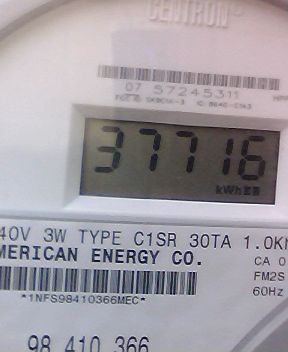 CENTRON®
07 57245311
37716
kWh
40V 3W TYPE C1SR 30TA 1.0K
MERICAN ENERGY CO.
CA 0
FM2S
*1NFS98410366MEC*
60Hz
98 410 366